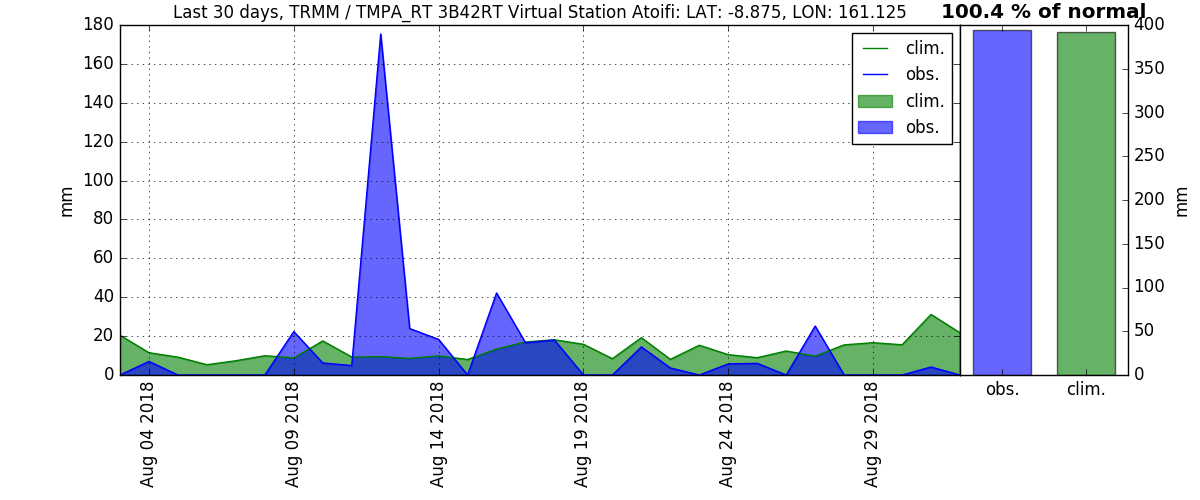 Last 30 days, TRMM / TMPA_RT 3B42RT Virtual Station Atoifi: LAT: -8.875, LON: 161.125
100.4 % of normal
180
160
140
120
100
80
60
40
20
0
mm
clim.
obs.
clim.
obs.
400
350
300
250
200
150
100
50
0
mm
obs.
clim.
Aug 04 2018
Aug 09 2018
Aug 14 2018
Aug 19 2018
Aug 24 2018
Aug 29 2018